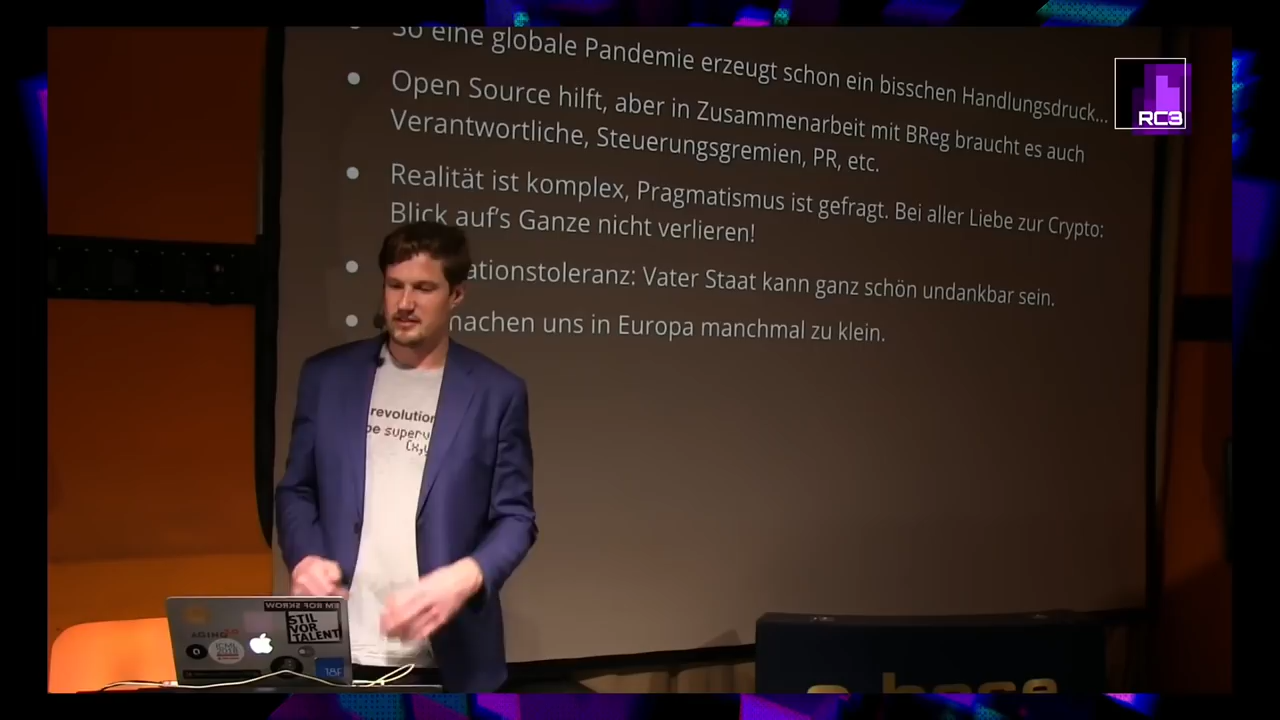 So eine globale Pandemie erzeugt schon ein bisschen Handlungsdruck...
Open Source hilft, aber in Zusammenarbeit mit BReg braucht es auch
Verantwortliche, Steuerungsgremien, PR, etc.
Realität ist komplex, Pragmatismus ist gefragt. Bei aller Liebe zur Crypto:
Blick auf's Ganze nicht verlieren!
ationstoleranz: Vater Staat kann ganz schön undankbar sein.
machen uns in Europa manchmal zu klein.
RC3
revolution
be superv
STIL
VOR
TALENT